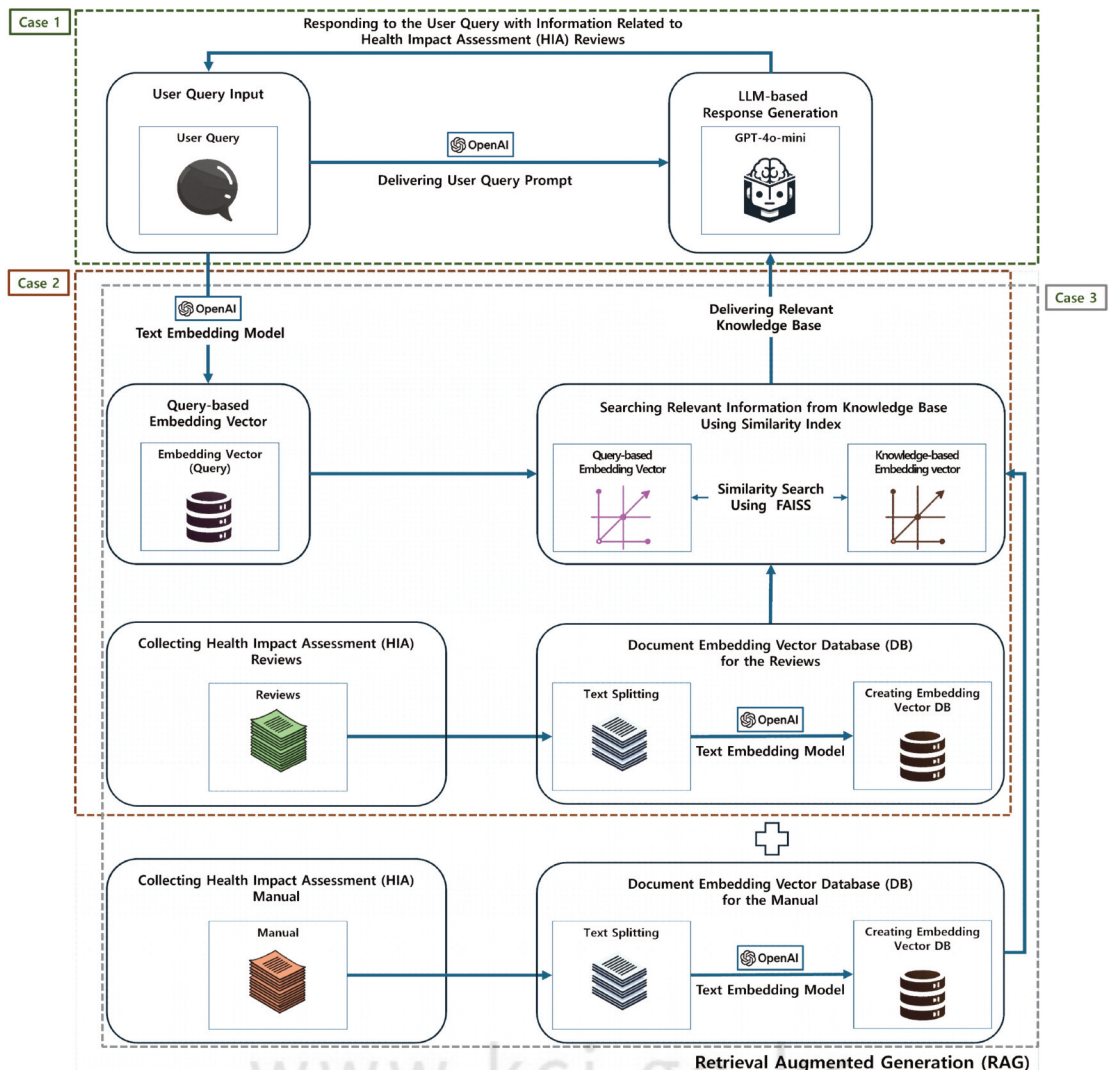 Case 1
Responding to the User Query with Information Related to
Health Impact Assessment (HIA) Reviews
User Query Input
User Query
OpenAI
Delivering User Query Prompt
LLM-based
Response Generation
GPT-4o-mini
Case 2
Case 3
OpenAI
Text Embedding Model
Delivering Relevant
Knowledge Base
Query-based
Embedding Vector
Embedding Vector
(Query)
Searching Relevant Information from Knowledge Base
Using Similarity Index
Query-based
Embedding Vector
Similarity Search
Using FAISS
Knowledge-based
Embedding vector
Collecting Health Impact Assessment (HIA)
Reviews
Reviews
Document Embedding Vector Database (DB)
for the Reviews
Text Splitting
OpenAI
Text Embedding Model
Creating Embedding
Vector DB
Collecting Health Impact Assessment (HIA)
Manual
Manual
Document Embedding Vector Database (DB)
for the Manual
Text Splitting
OpenAI
Text Embedding Model
Creating Embedding
Vector DB
Retrieval Augmented Generation (RAG)